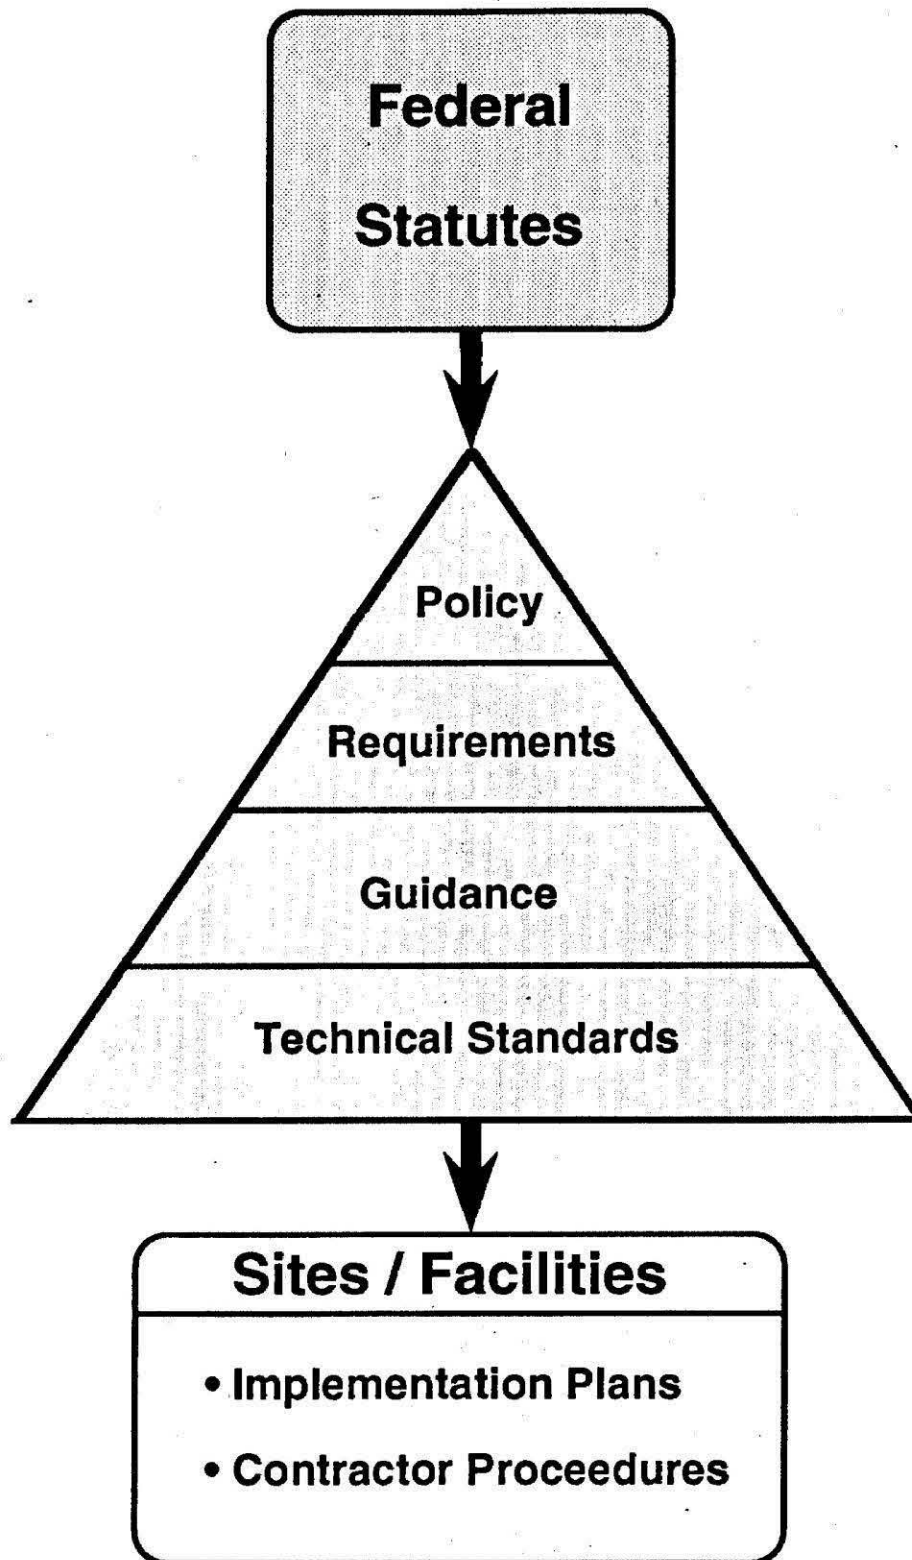 Federal
Statutes
Policy
Requirements
Guidance
Technical Standards
Sites / Facilities
• Implementation Plans
• Contractor Proceedures